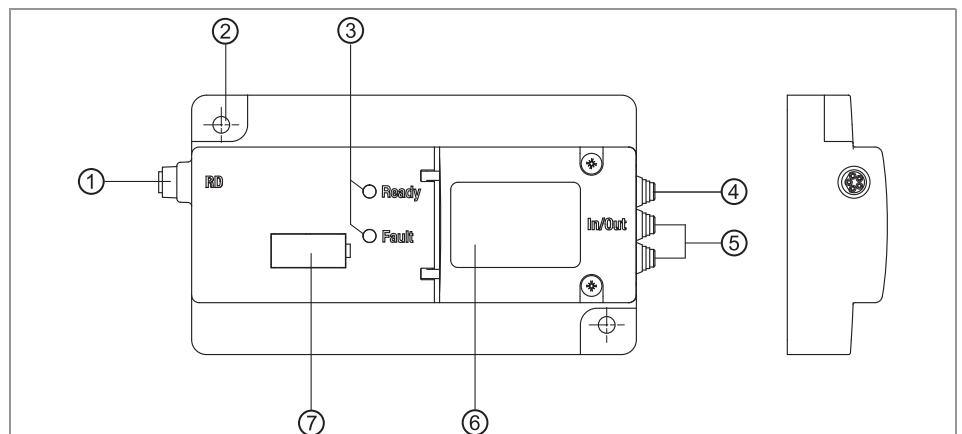 ②
③
①
RD
Ready
④
In/Out
Fault
⑤
⑦
⑥